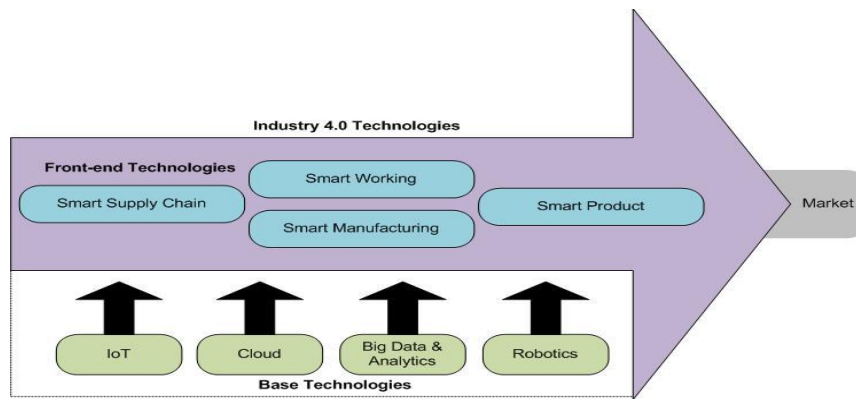 Industry 4.0 Technologies
Front-end Technologies
Smart Working
Smart Supply Chain
Smart Product
Market
Smart Manufacturing
IoT
Cloud
Big Data &
Analytics
Robotics
Base Technologies